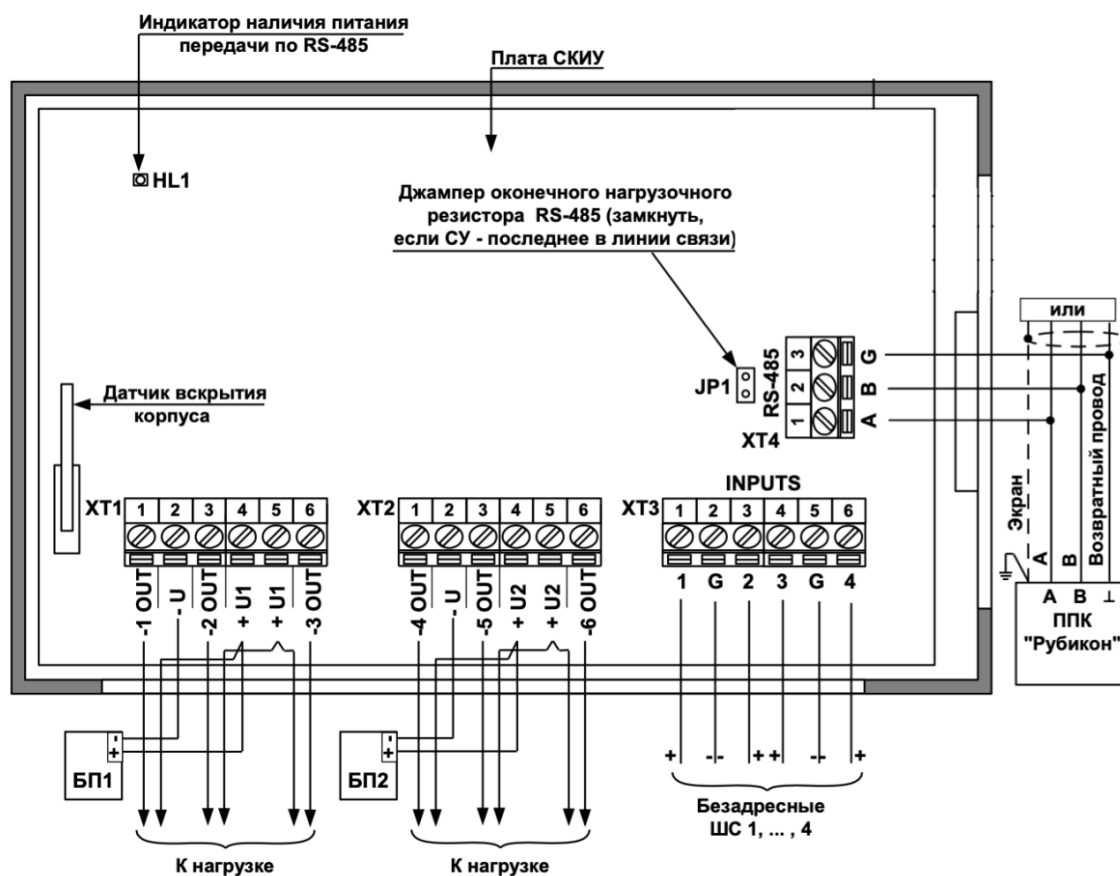 Индикатор наличия питания
передачи по RS-485
Плата СКИУ
HL1
Джампер оконечного нагрузочного
резистора RS-485 (замкнуть,
если СУ - последнее в линии связи)
или
JP1
RS-485
1 2 3
XT4
A B G
Датчик вскрытия
корпуса
Экран
A
B
Возвратный провод
A B ⊥
ППК
"Рубикон"
XT1
1 2 3 4 5 6
-1 OUT
- U
-2 OUT
+ U1
+ U1
-3 OUT
XT2
1 2 3 4 5 6
-4 OUT
- U
-5 OUT
+ U2
+ U2
-6 OUT
INPUTS
XT3
1 2 3 4 5 6
1 G 2 3 G 4
- +
БП1
- +
БП2
+ -- + + -- +
Безадресные
ШС 1, ... , 4
К нагрузке
К нагрузке